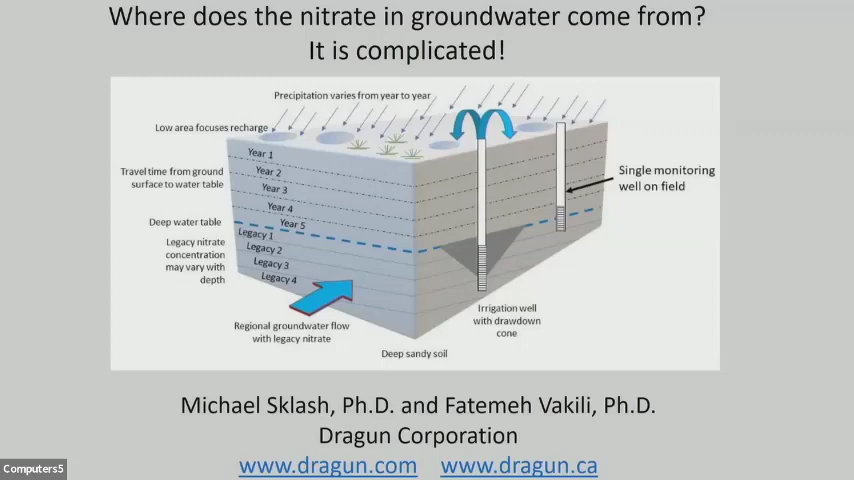 Where does the nitrate in groundwater come from?
It is complicated!
Precipitation varies from year to year
Low area focuses recharge
Year 1
Travel time from ground
surface to water table
Year 2
Year 3
Year 4
Year 5
Single monitoring
well on field
Deep water table
Legacy 1
Legacy nitrate
concentration
may vary with
depth
Legacy 2
Legacy 3
Legacy 4
Regional groundwater flow
with legacy nitrate
Irrigation well
with drawdown
cone
Deep sandy soil
Michael Sklash, Ph.D. and Fatemeh Vakili, Ph.D.
Dragun Corporation
www.dragun.com www.dragun.ca
Computers5